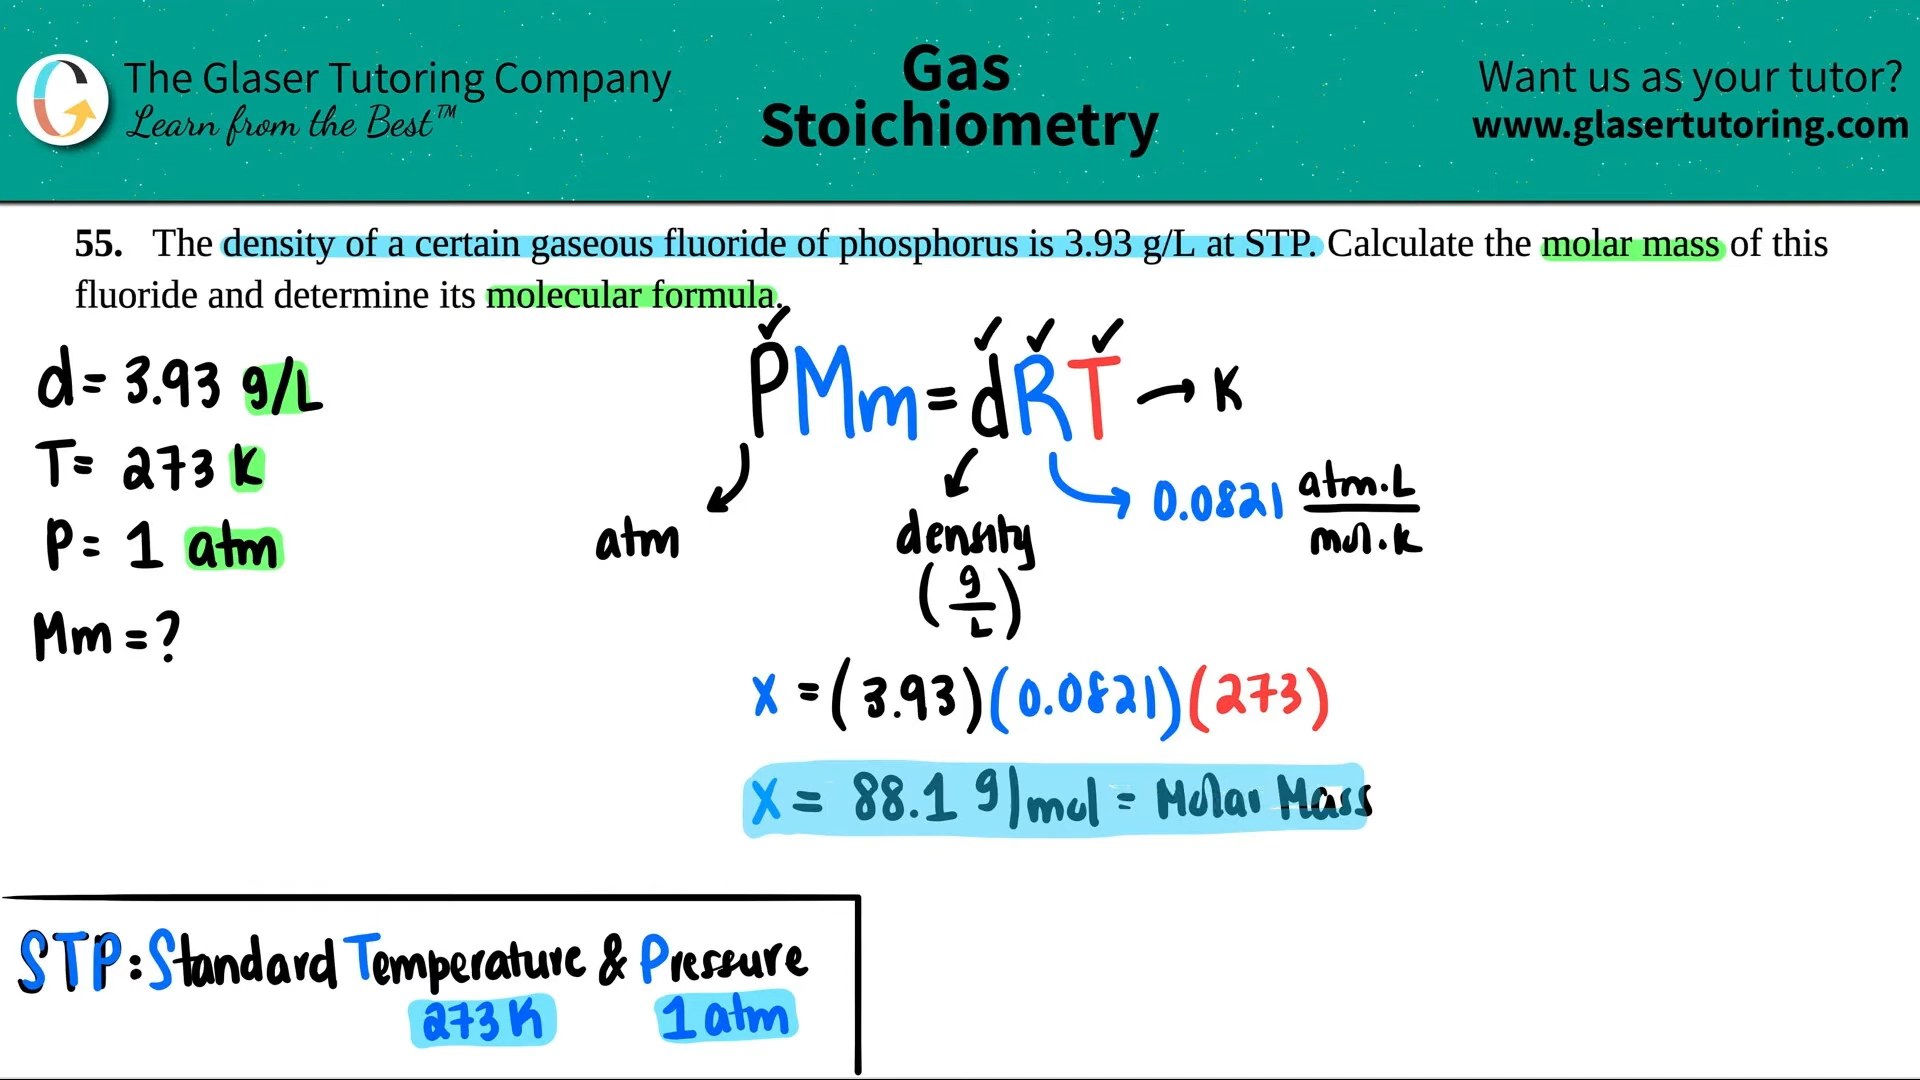 The Glaser Tutoring Company
Learn from the Best™
Gas
Stoichiometry
Want us as your tutor?
www.glasertutoring.com
55. The density of a certain gaseous fluoride of phosphorus is 3.93 g/L at STP. Calculate the molar mass of this
fluoride and determine its molecular formula.
d = 3.93 g/L
T = 273 K
P = 1 atm
Mm = ?
✓ ✓ ✓ ✓
PMm = dRT → K
atm
density
(g/L)
0.0821 atm·L/mol·K
x = (3.93)(0.0821)(273)
x = 88.1 g/mol = Molar Mass
STP: Standard Temperature & Pressure
273 K 1 atm